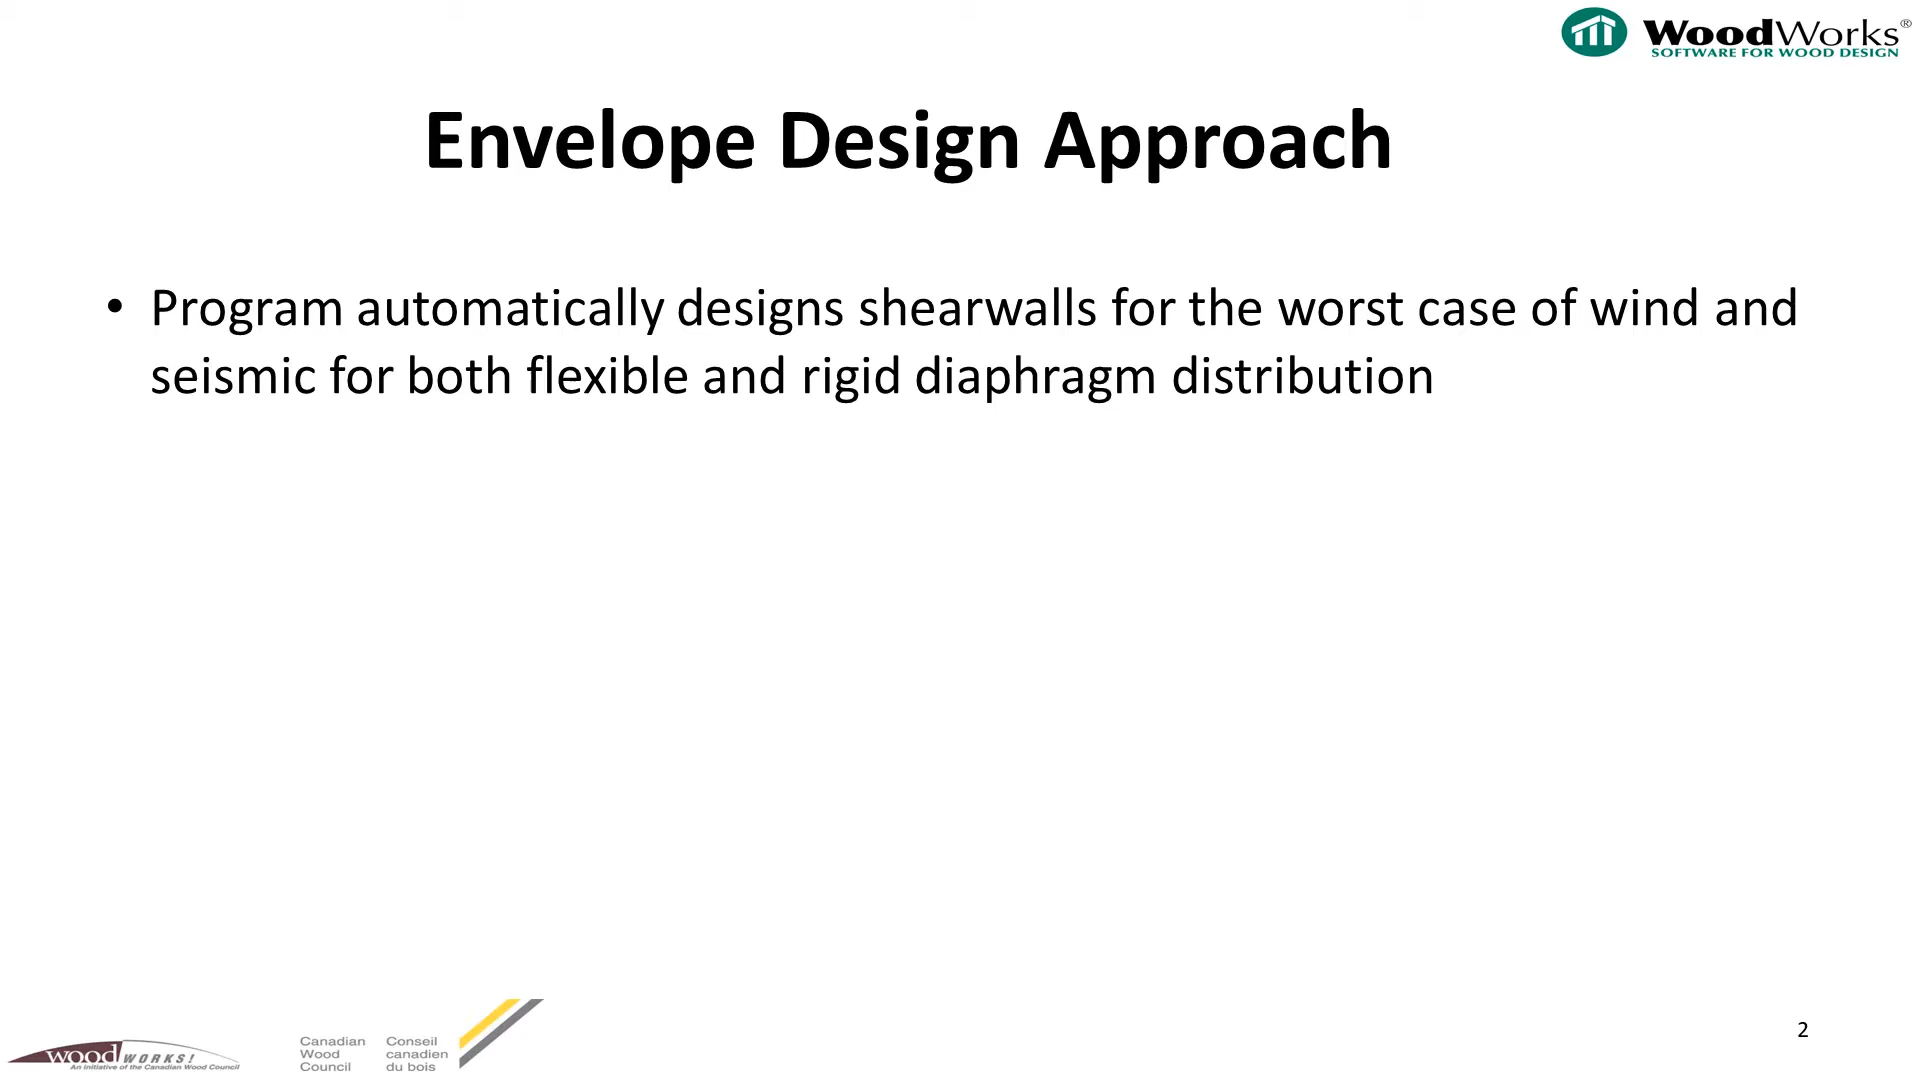 WoodWorks®
SOFTWARE FOR WOOD DESIGN
Envelope Design Approach
• Program automatically designs shearwalls for the worst case of wind and
seismic for both flexible and rigid diaphragm distribution
wood WORKS!
An initiative of the Canadian Wood Council
Canadian
Wood
Council
Conseil
canadien
du bois
2